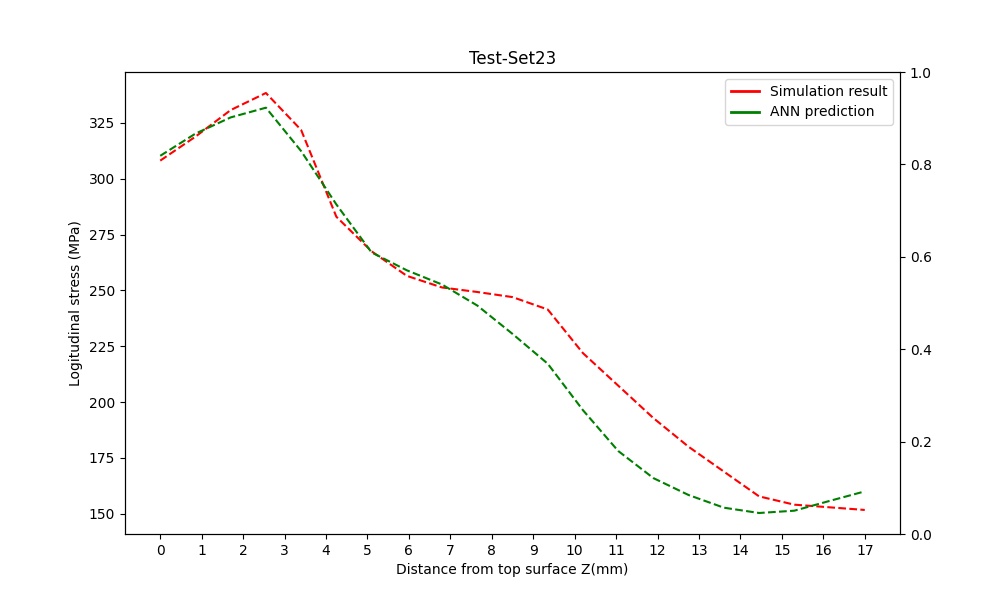 Test-Set23
Simulation result
ANN prediction
Logitudinal stress (MPa)
325
300
275
250
225
200
175
150
1.0
0.8
0.6
0.4
0.2
0.0
0 1 2 3 4 5 6 7 8 9 10 11 12 13 14 15 16 17
Distance from top surface Z(mm)